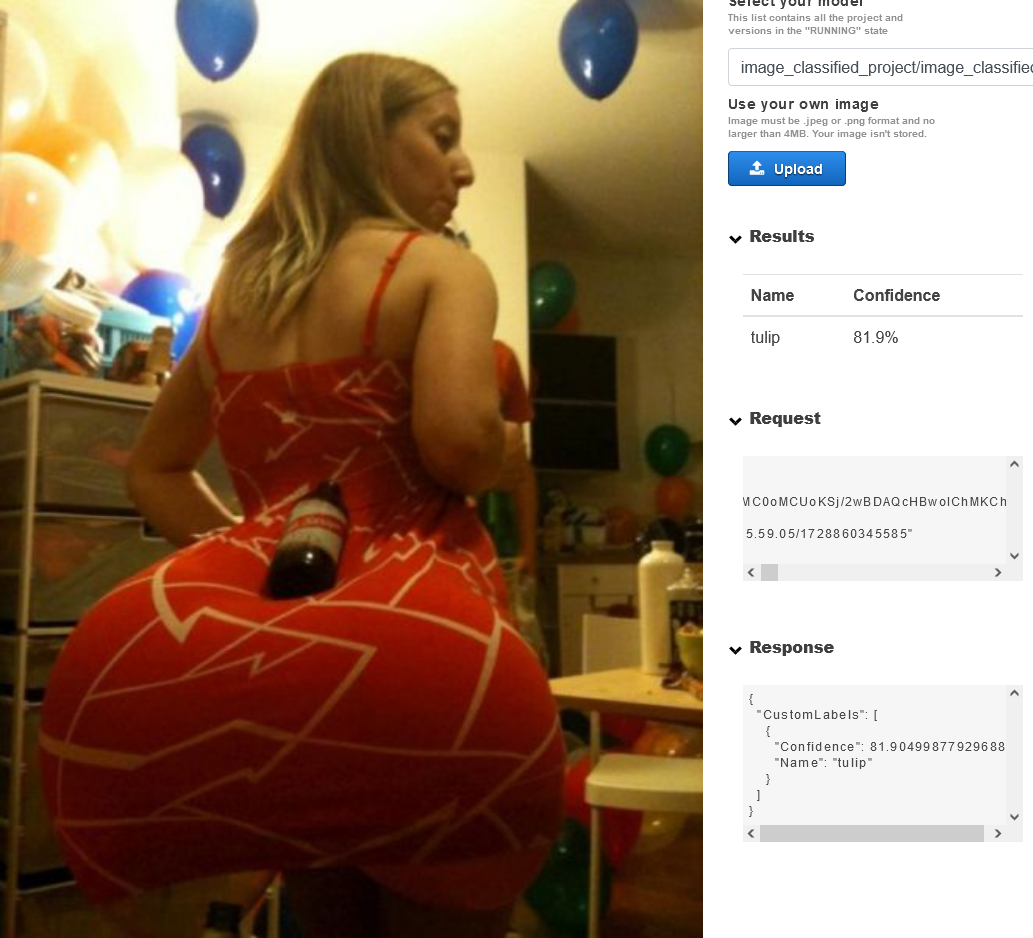 Select your model
This list contains all the project and
versions in the "RUNNING" state
image_classified_project/image_classified
Use your own image
Image must be .jpeg or .png format and no
larger than 4MB. Your image isn't stored.
Upload
Results
Name Confidence
tulip 81.9%
Request
MC0oMCUoKSj/2wBDAQcHBwoIChMKCh
5.59.05/1728860345585"
Response
{
"CustomLabels": [
{
"Confidence": 81.90499877929688
"Name": "tulip"
}
]
}